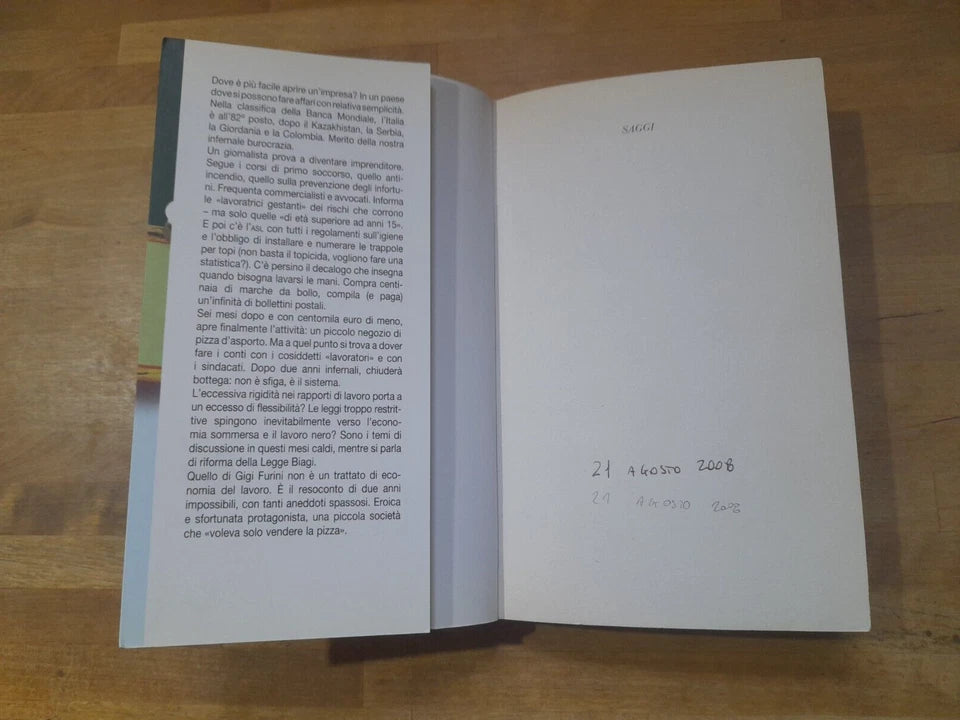 Dove è più facile aprire un'impresa? In un paese
dove si possono fare affari con relativa semplicità.
Nella classifica della Banca Mondiale, l'Italia
è all'82º posto, dopo il Kazakhistan, la Serbia,
la Giordania e la Colombia. Merito della nostra
infernale burocrazia.
Un giornalista prova a diventare imprenditore.
Segue i corsi di primo soccorso, quello anti-
incendio, quello sulla prevenzione degli infortu-
ni. Frequenta commercialisti e avvocati. Informa
le «lavoratrici gestanti» dei rischi che corrono
– ma solo quelle «di età superiore ad anni 15».
E poi c'è l'ASL con tutti i regolamenti sull'igiene
e l'obbligo di installare e numerare le trappole
per topi (non basta il topicida, vogliono fare una
statistica?). C'è persino il decalogo che insegna
quando bisogna lavarsi le mani. Compra centi-
naia di marche da bollo, compila (e paga)
un'infinità di bollettini postali.
Sei mesi dopo e con centomila euro di meno,
apre finalmente l'attività: un piccolo negozio di
pizza d'asporto. Ma a quel punto si trova a dover
fare i conti con i cosiddetti «lavoratori» e con
i sindacati. Dopo due anni infernali, chiuderà
bottega: non è sfiga, è il sistema.
L'eccessiva rigidità nei rapporti di lavoro porta a
un eccesso di flessibilità? Le leggi troppo restrit-
tive spingono inevitabilmente verso l'econo-
mia sommersa e il lavoro nero? Sono i temi di
discussione in questi mesi caldi, mentre si parla
di riforma della Legge Biagi.
Quello di Gigi Furini non è un trattato di eco-
nomia del lavoro. È il resoconto di due anni
impossibili, con tanti aneddoti spassosi. Eroica
e sfortunata protagonista, una piccola società
che «voleva solo vendere la pizza».
SAGGI
21 AGOSTO 2008
21 AGOSTO 2008